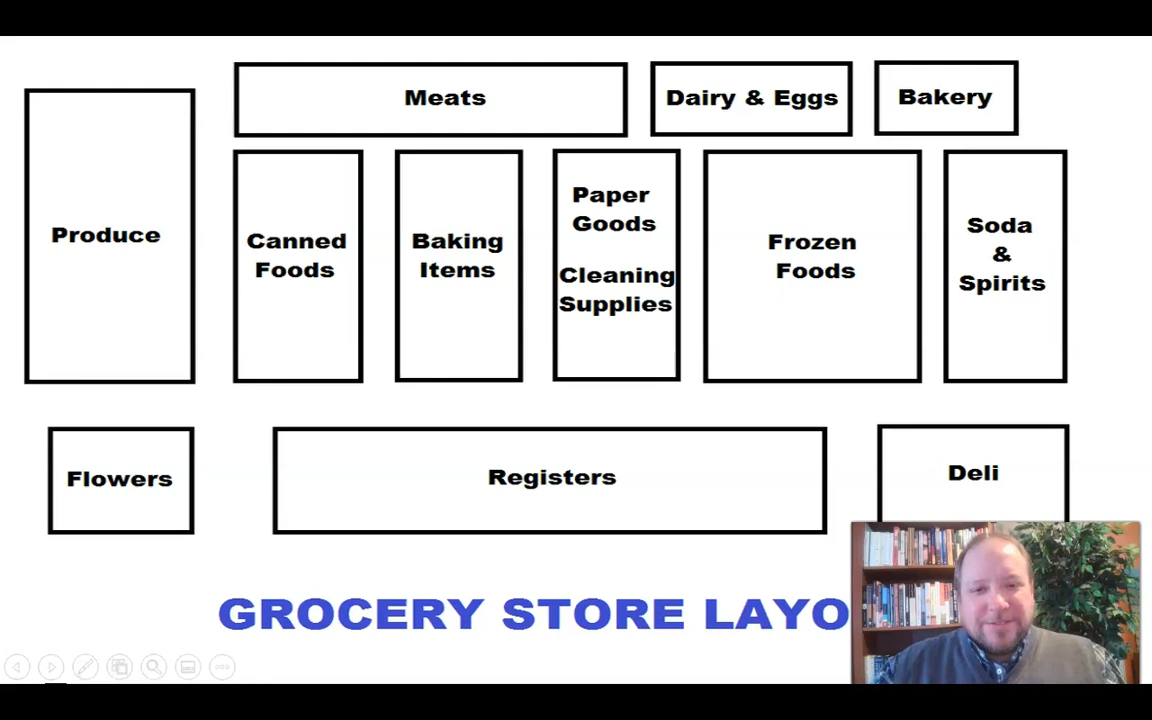 Meats
Dairy & Eggs
Bakery
Produce
Canned
Foods
Baking
Items
Paper
Goods
Cleaning
Supplies
Frozen
Foods
Soda
&
Spirits
Flowers
Registers
Deli
GROCERY STORE LAYO